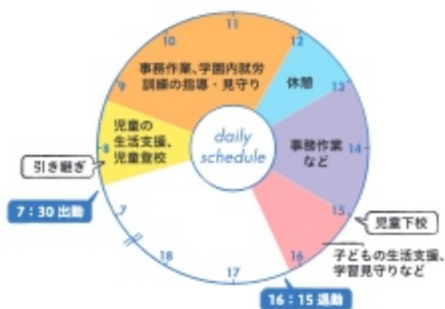 11
10
12
事務作業、学園内就労
訓練の指導・見守り
休憩
9
13
児童の
生活支援、
児童登校
daily
schedule
事務作業
など
8
14
引き継ぎ
7：30 出勤
7
15
児童下校
18
16
子どもの生活支援、
学習見守りなど
17
16：15 退勤